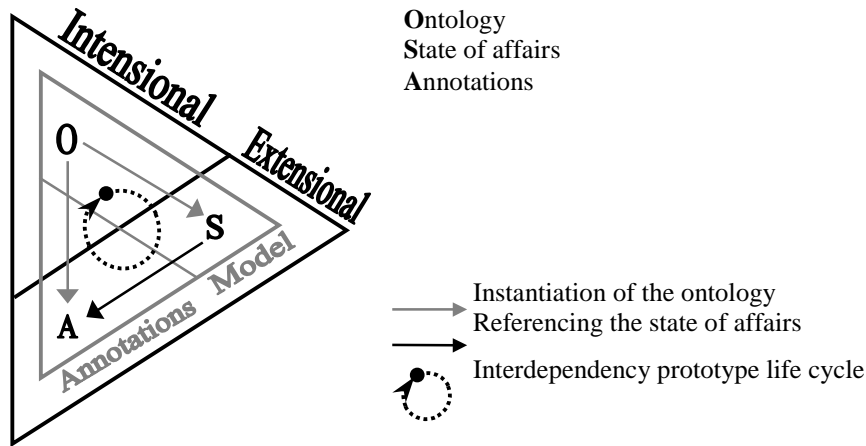 Ontology
State of affairs
Annotations
Intensional
Extensional
O
S
A
Annotations Model
Instantiation of the ontology
Referencing the state of affairs
Interdependency prototype life cycle